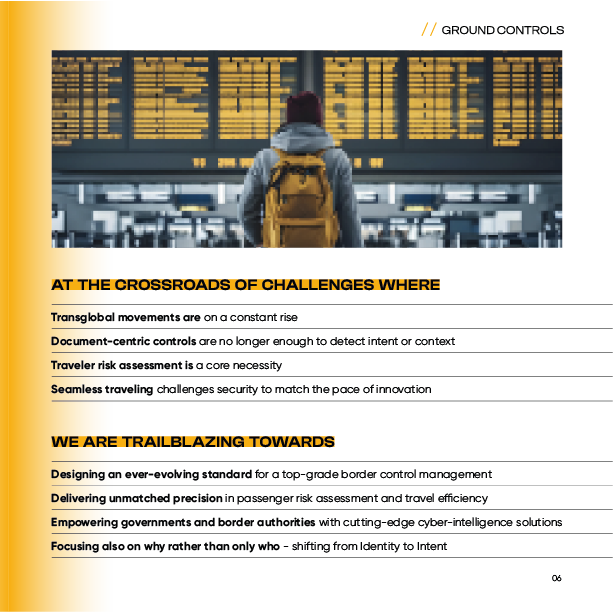 // GROUND CONTROLS
AT THE CROSSROADS OF CHALLENGES WHERE
Transglobal movements are on a constant rise
Document-centric controls are no longer enough to detect intent or context
Traveler risk assessment is a core necessity
Seamless traveling challenges security to match the pace of innovation
WE ARE TRAILBLAZING TOWARDS
Designing an ever-evolving standard for a top-grade border control management
Delivering unmatched precision in passenger risk assessment and travel efficiency
Empowering governments and border authorities with cutting-edge cyber-intelligence solutions
Focusing also on why rather than only who - shifting from Identity to Intent
06